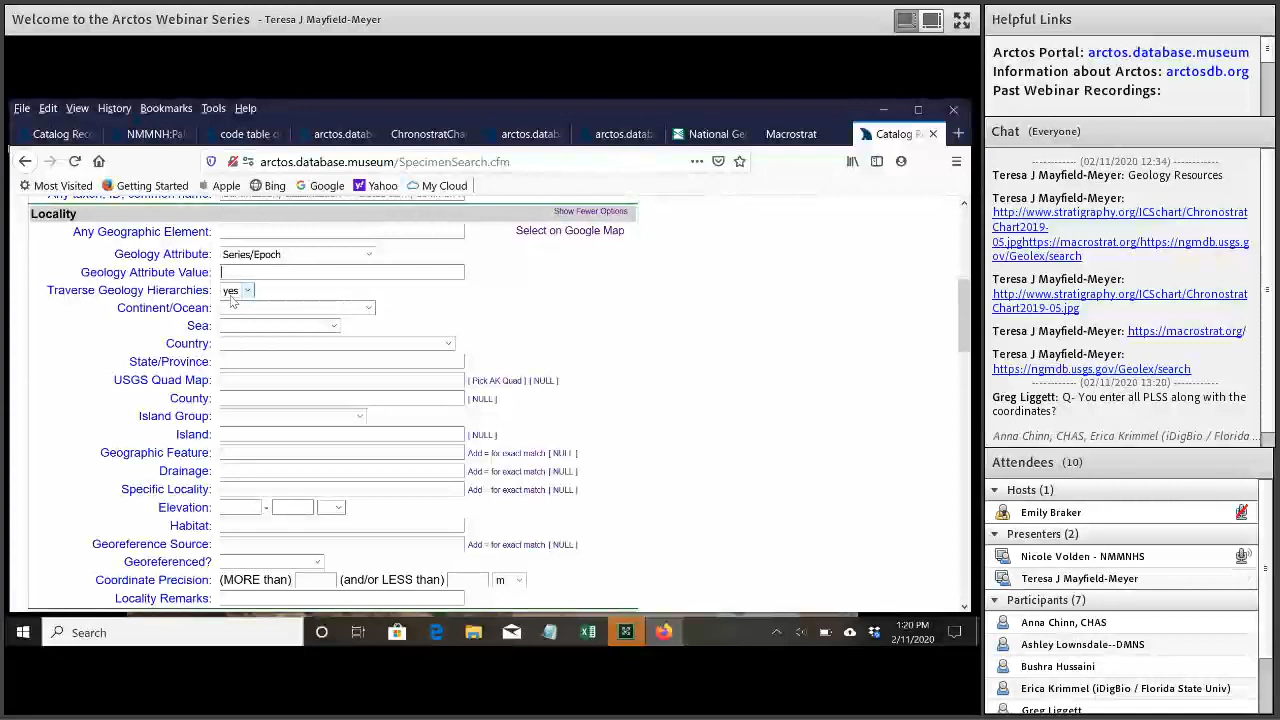 Welcome to the Arctos Webinar Series - Teresa J Mayfield-Meyer
File Edit View History Bookmarks Tools Help
Catalog Rec NMMNH:Pal code table d arctos.datab ChronostratCha arctos.datab arctos.datab National Ge Macrostrat Catalog R
arctos.database.museum/SpecimenSearch.cfm
Most Visited Getting Started Apple Bing Google Yahoo My Cloud
Locality Show Fewer Options
Any Geographic Element: Select on Google Map
Geology Attribute: Series/Epoch
Geology Attribute Value:
Traverse Geology Hierarchies: yes
Continent/Ocean:
Sea:
Country:
State/Province:
USGS Quad Map: [ Pick AK Quad ] [ NULL ]
County: [ NULL ]
Island Group:
Island: [ NULL ]
Geographic Feature: Add = for exact match [ NULL ]
Drainage: Add = for exact match [ NULL ]
Specific Locality: Add = for exact match [ NULL ]
Elevation: -
Habitat:
Georeference Source: Add = for exact match [ NULL ]
Georeferenced?
Coordinate Precision: (MORE than) (and/or LESS than) m
Locality Remarks:
Search
1:20 PM
2/11/2020
Helpful Links
Arctos Portal: arctos.database.museum
Information about Arctos: arctosdb.org
Past Webinar Recordings:
Chat (Everyone)
------------ (02/11/2020 12:34) ------------
Teresa J Mayfield-Meyer: Geology Resources
Teresa J Mayfield-Meyer:
http://www.stratigraphy.org/ICSchart/Chronostrat
Chart2019-
05.jpghttps://macrostrat.org/https://ngmdb.usgs.g
ov/Geolex/search
Teresa J Mayfield-Meyer:
http://www.stratigraphy.org/ICSchart/Chronostrat
Chart2019-05.jpg
Teresa J Mayfield-Meyer: https://macrostrat.org/
Teresa J Mayfield-Meyer:
https://ngmdb.usgs.gov/Geolex/search
------------ (02/11/2020 13:20) ------------
Greg Liggett: Q- You enter all PLSS along with the
coordinates?
Anna Chinn, CHAS, Erica Krimmel (iDigBio / Florida ...
Attendees (10)
Hosts (1)
Emily Braker
Presenters (2)
Nicole Volden - NMMNHS
Teresa J Mayfield-Meyer
Participants (7)
Anna Chinn, CHAS
Ashley Lownsdale--DMNS
Bushra Hussaini
Erica Krimmel (iDigBio / Florida State Univ)
Greg Liggett